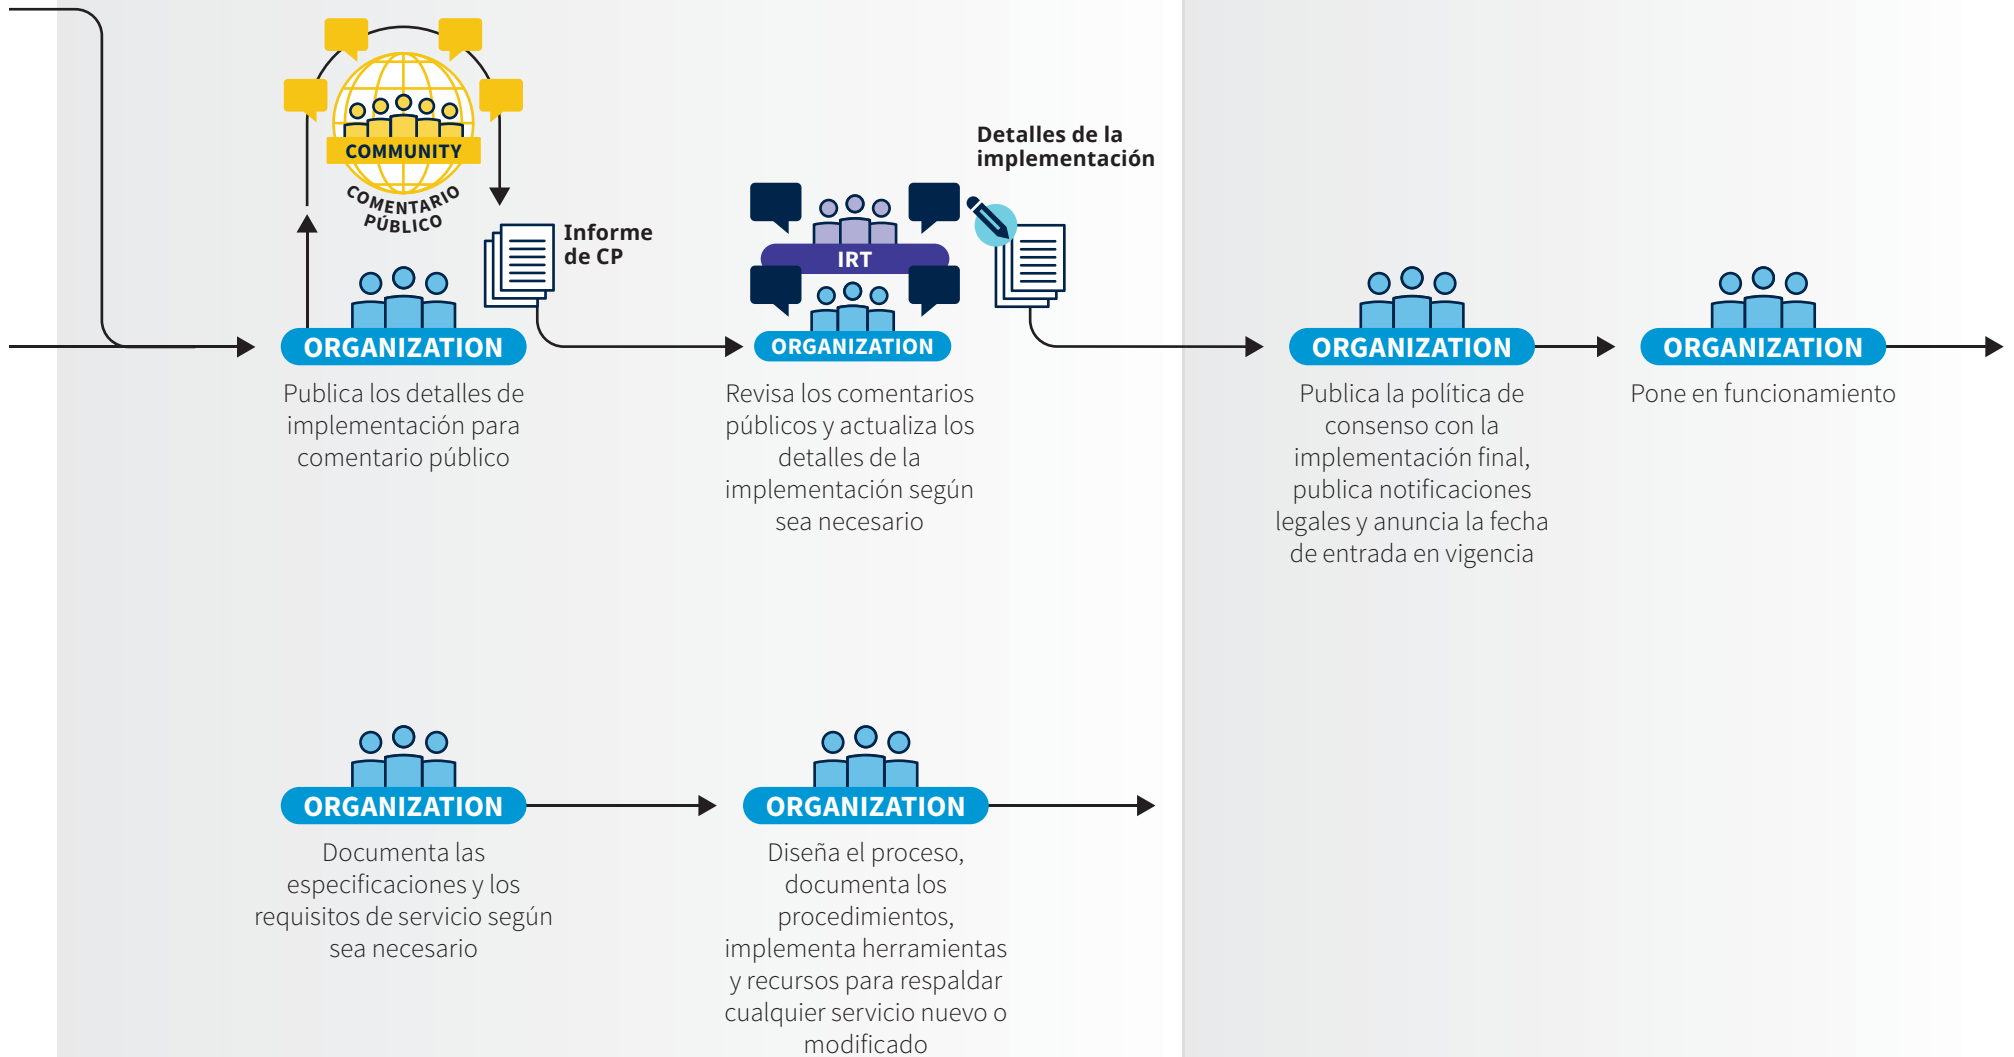 COMMUNITY
COMENTARIO
PÚBLICO
Informe
de CP
ORGANIZATION
Publica los detalles de
implementación para
comentario público
Detalles de la
implementación
IRT
ORGANIZATION
Revisa los comentarios
públicos y actualiza los
detalles de la
implementación según
sea necesario
ORGANIZATION
Publica la política de
consenso con la
implementación final,
publica notificaciones
legales y anuncia la fecha
de entrada en vigencia
ORGANIZATION
Pone en funcionamiento
ORGANIZATION
Documenta las
especificaciones y los
requisitos de servicio según
sea necesario
ORGANIZATION
Diseña el proceso,
documenta los
procedimientos,
implementa herramientas
y recursos para respaldar
cualquier servicio nuevo o
modificado